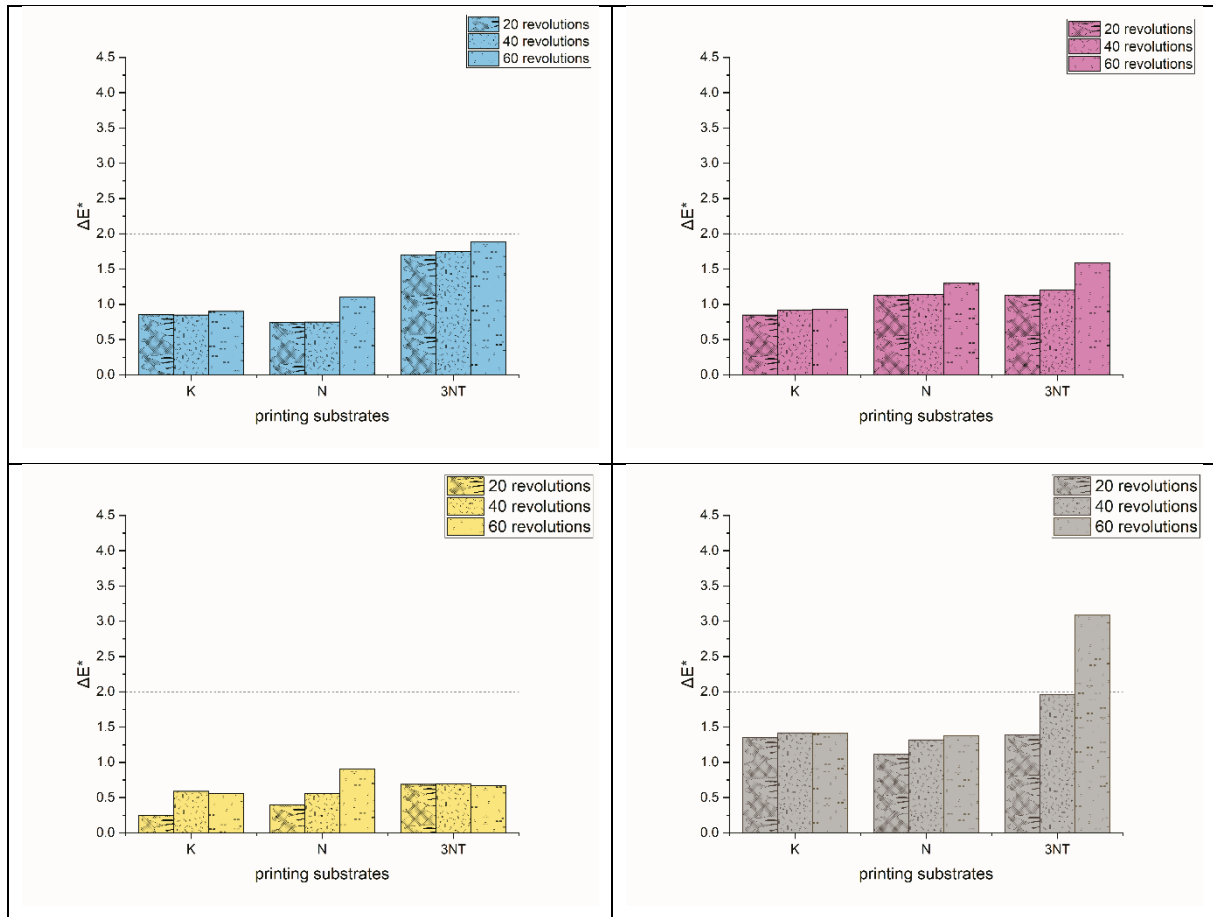 20 revolutions
40 revolutions
60 revolutions
4.5
4.0
3.5
3.0
2.5
2.0
1.5
1.0
0.5
0.0
ΔE*
K N 3NT
printing substrates
20 revolutions
40 revolutions
60 revolutions
4.5
4.0
3.5
3.0
2.5
2.0
1.5
1.0
0.5
0.0
ΔE*
K N 3NT
printing substrates
20 revolutions
40 revolutions
60 revolutions
4.5
4.0
3.5
3.0
2.5
2.0
1.5
1.0
0.5
0.0
ΔE*
K N 3NT
printing substrates
20 revolutions
40 revolutions
60 revolutions
4.5
4.0
3.5
3.0
2.5
2.0
1.5
1.0
0.5
0.0
ΔE*
K N 3NT
printing substrates